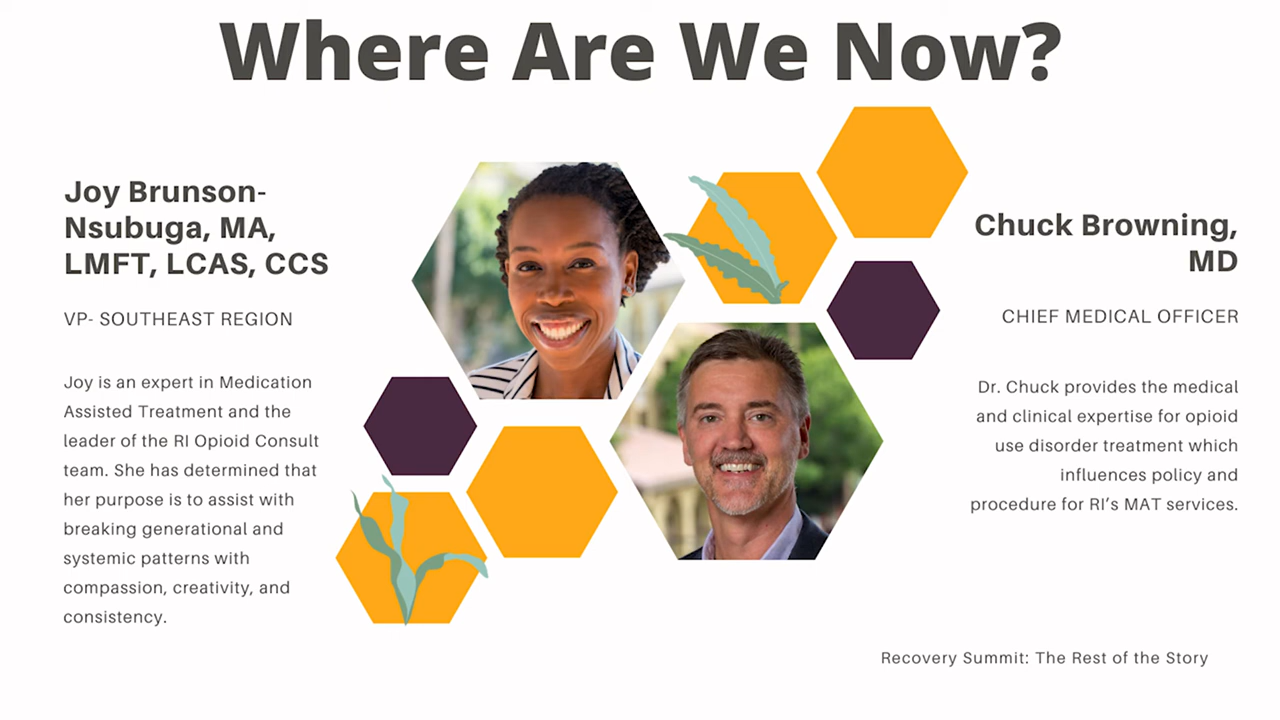 Where Are We Now?
Joy Brunson-
Nsubuga, MA,
LMFT, LCAS, CCS
VP- SOUTHEAST REGION
Joy is an expert in Medication
Assisted Treatment and the
leader of the RI Opioid Consult
team. She has determined that
her purpose is to assist with
breaking generational and
systemic patterns with
compassion, creativity, and
consistency.
Chuck Browning,
MD
CHIEF MEDICAL OFFICER
Dr. Chuck provides the medical
and clinical expertise for opioid
use disorder treatment which
influences policy and
procedure for RI’s MAT services.
Recovery Summit: The Rest of the Story